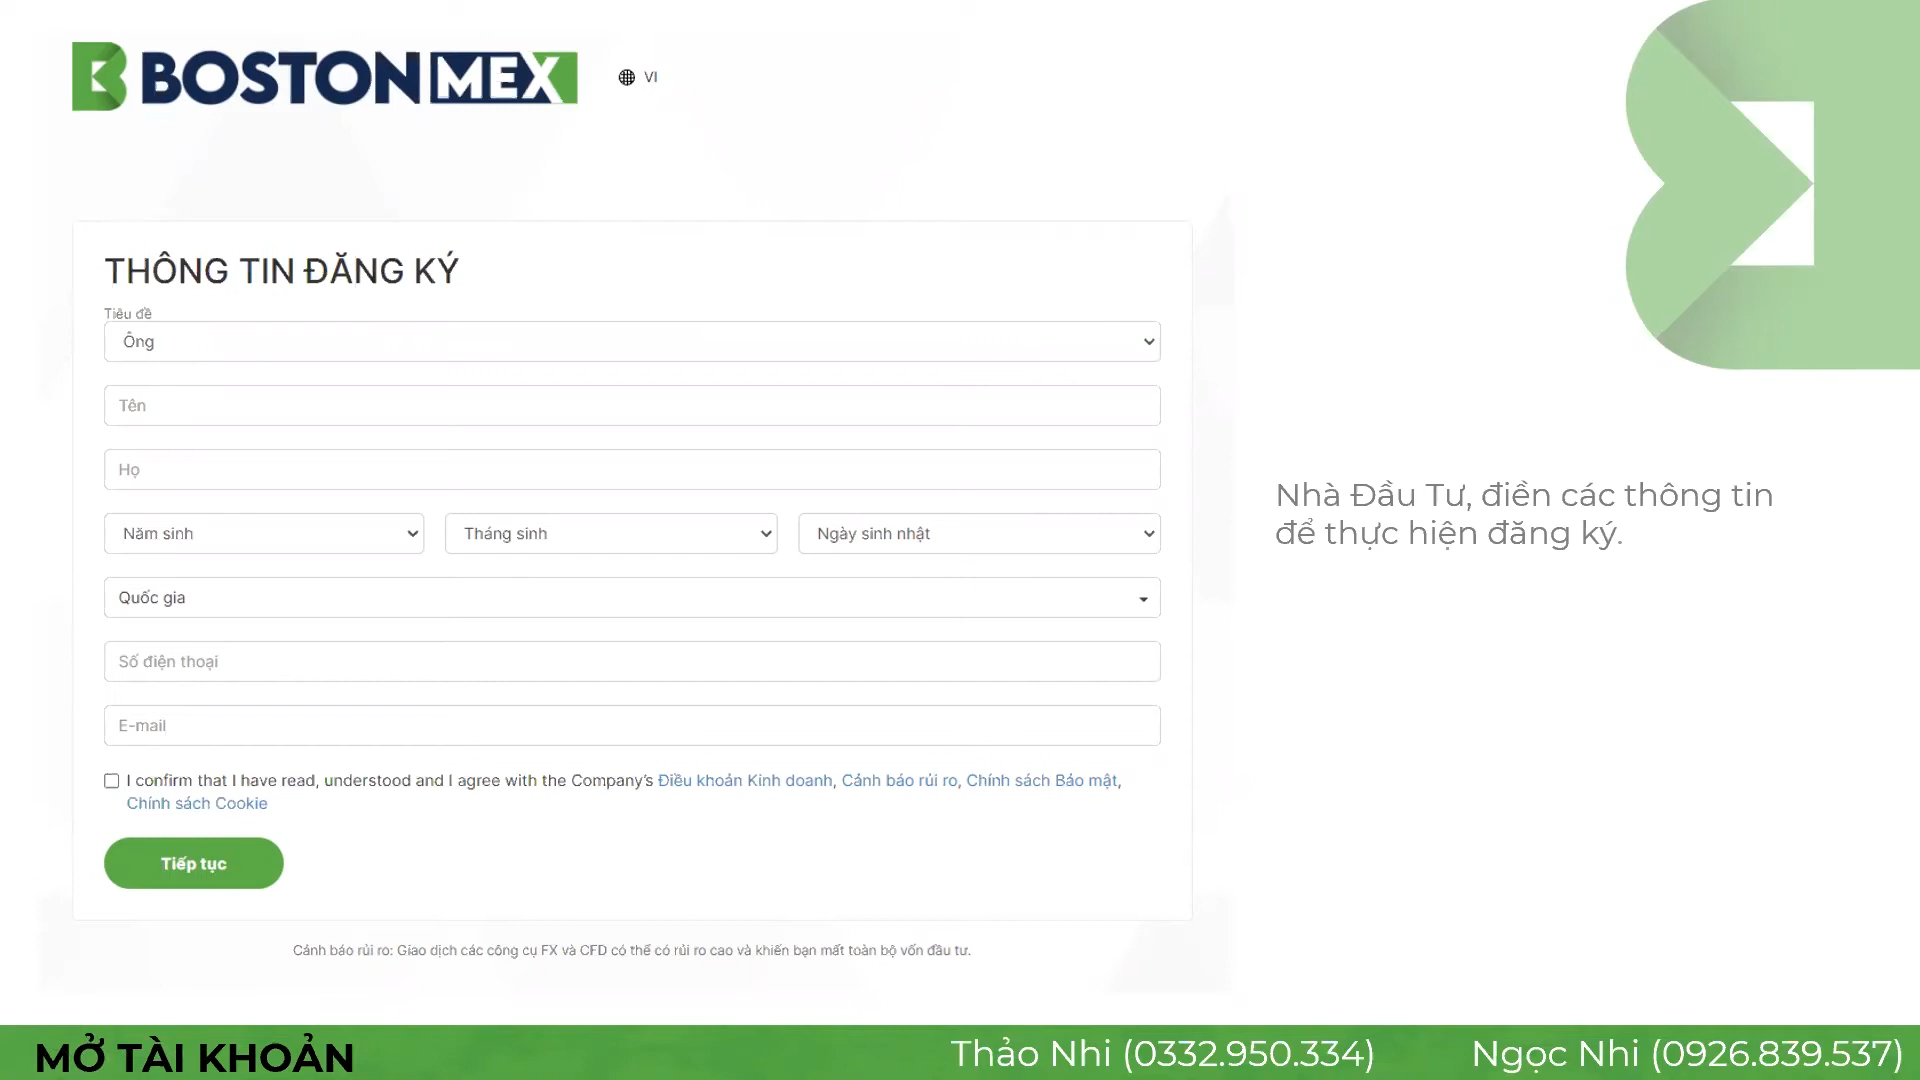 BOSTON MEX
VI
THÔNG TIN ĐĂNG KÝ
Tiêu đề
Ông
Tên
Họ
Năm sinh
Tháng sinh
Ngày sinh nhật
Quốc gia
Số điện thoại
E-mail
I confirm that I have read, understood and I agree with the Company's Điều khoản Kinh doanh, Cảnh báo rủi ro, Chính sách Bảo mật,
Chính sách Cookie
Tiếp tục
Cảnh báo rủi ro: Giao dịch các công cụ FX và CFD có thể có rủi ro cao và khiến bạn mất toàn bộ vốn đầu tư.
Nhà Đầu Tư, điền các thông tin
để thực hiện đăng ký.
MỞ TÀI KHOẢN
Thảo Nhi (0332.950.334)
Ngọc Nhi (0926.839.537)